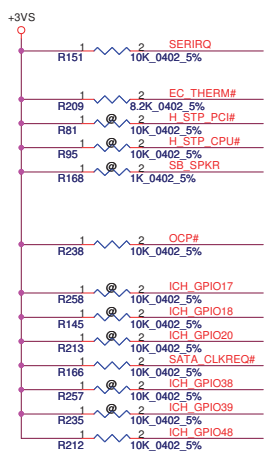 +3VS
1 2 SERIRQ
R151 10K_0402_5%
1 2 EC_THERM#
R209 8.2K_0402_5%
1 @ 2 H_STP_PCI#
R81 10K_0402_5%
1 @ 2 H_STP_CPU#
R95 10K_0402_5%
1 @ 2 SB_SPKR
R168 1K_0402_5%
1 2 OCP#
R238 10K_0402_5%
1 @ 2 ICH_GPIO17
R258 10K_0402_5%
1 @ 2 ICH_GPIO18
R145 10K_0402_5%
1 @ 2 ICH_GPIO20
R213 10K_0402_5%
1 2 SATA_CLKREQ#
R166 10K_0402_5%
1 @ 2 ICH_GPIO38
R257 10K_0402_5%
1 @ 2 ICH_GPIO39
R235 10K_0402_5%
1 2 ICH_GPIO48
R212 10K_0402_5%